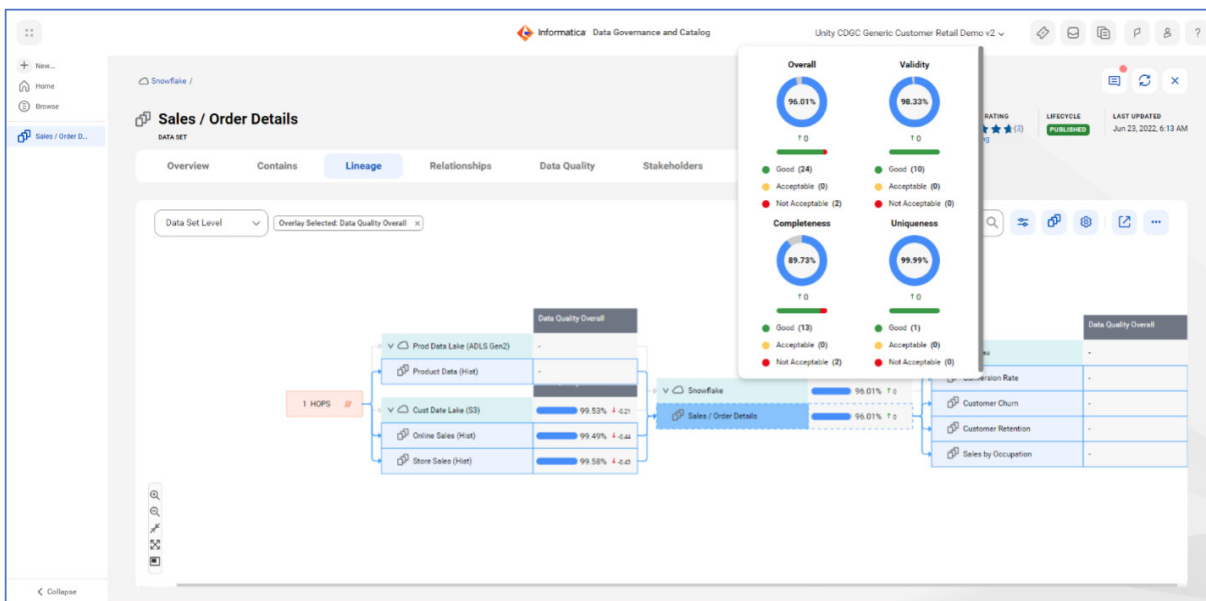 Informatica Data Governance and Catalog
Unity CDGC Generic Customer Retail Demo v2
?
New...
Home
Browse
Sales / Order D...
Snowflake /
Sales / Order Details
DATA SET
RATING
(3)
LIFECYCLE
PUBLISHED
LAST UPDATED
Jun 23, 2022, 6:13 AM
Overview
Contains
Lineage
Relationships
Data Quality
Stakeholders
Data Set Level
Overlay Selected: Data Quality Overall ×
Overall
96.01%
↑ 0
Good (24)
Acceptable (0)
Not Acceptable (2)
Validity
98.33%
↑ 0
Good (10)
Acceptable (0)
Not Acceptable (0)
Completeness
89.73%
↑ 0
Good (13)
Acceptable (0)
Not Acceptable (2)
Uniqueness
99.99%
↑ 0
Good (1)
Acceptable (0)
Not Acceptable (0)
1 HOPS
Data Quality Overall
Prod Data Lake (ADLS Gen2) -
Product Data (Hist) -
Cust Date Lake (S3) 99.53% ↓ -0.21
Online Sales (Hist) 99.49% ↓ -0.44
Store Sales (Hist) 99.58% ↓ -0.43
Snowflake 96.01% ↑ 0
Sales / Order Details 96.01% ↑ 0
Data Quality Overall
-
Conversion Rate -
Customer Churn -
Customer Retention -
Sales by Occupation -
Collapse